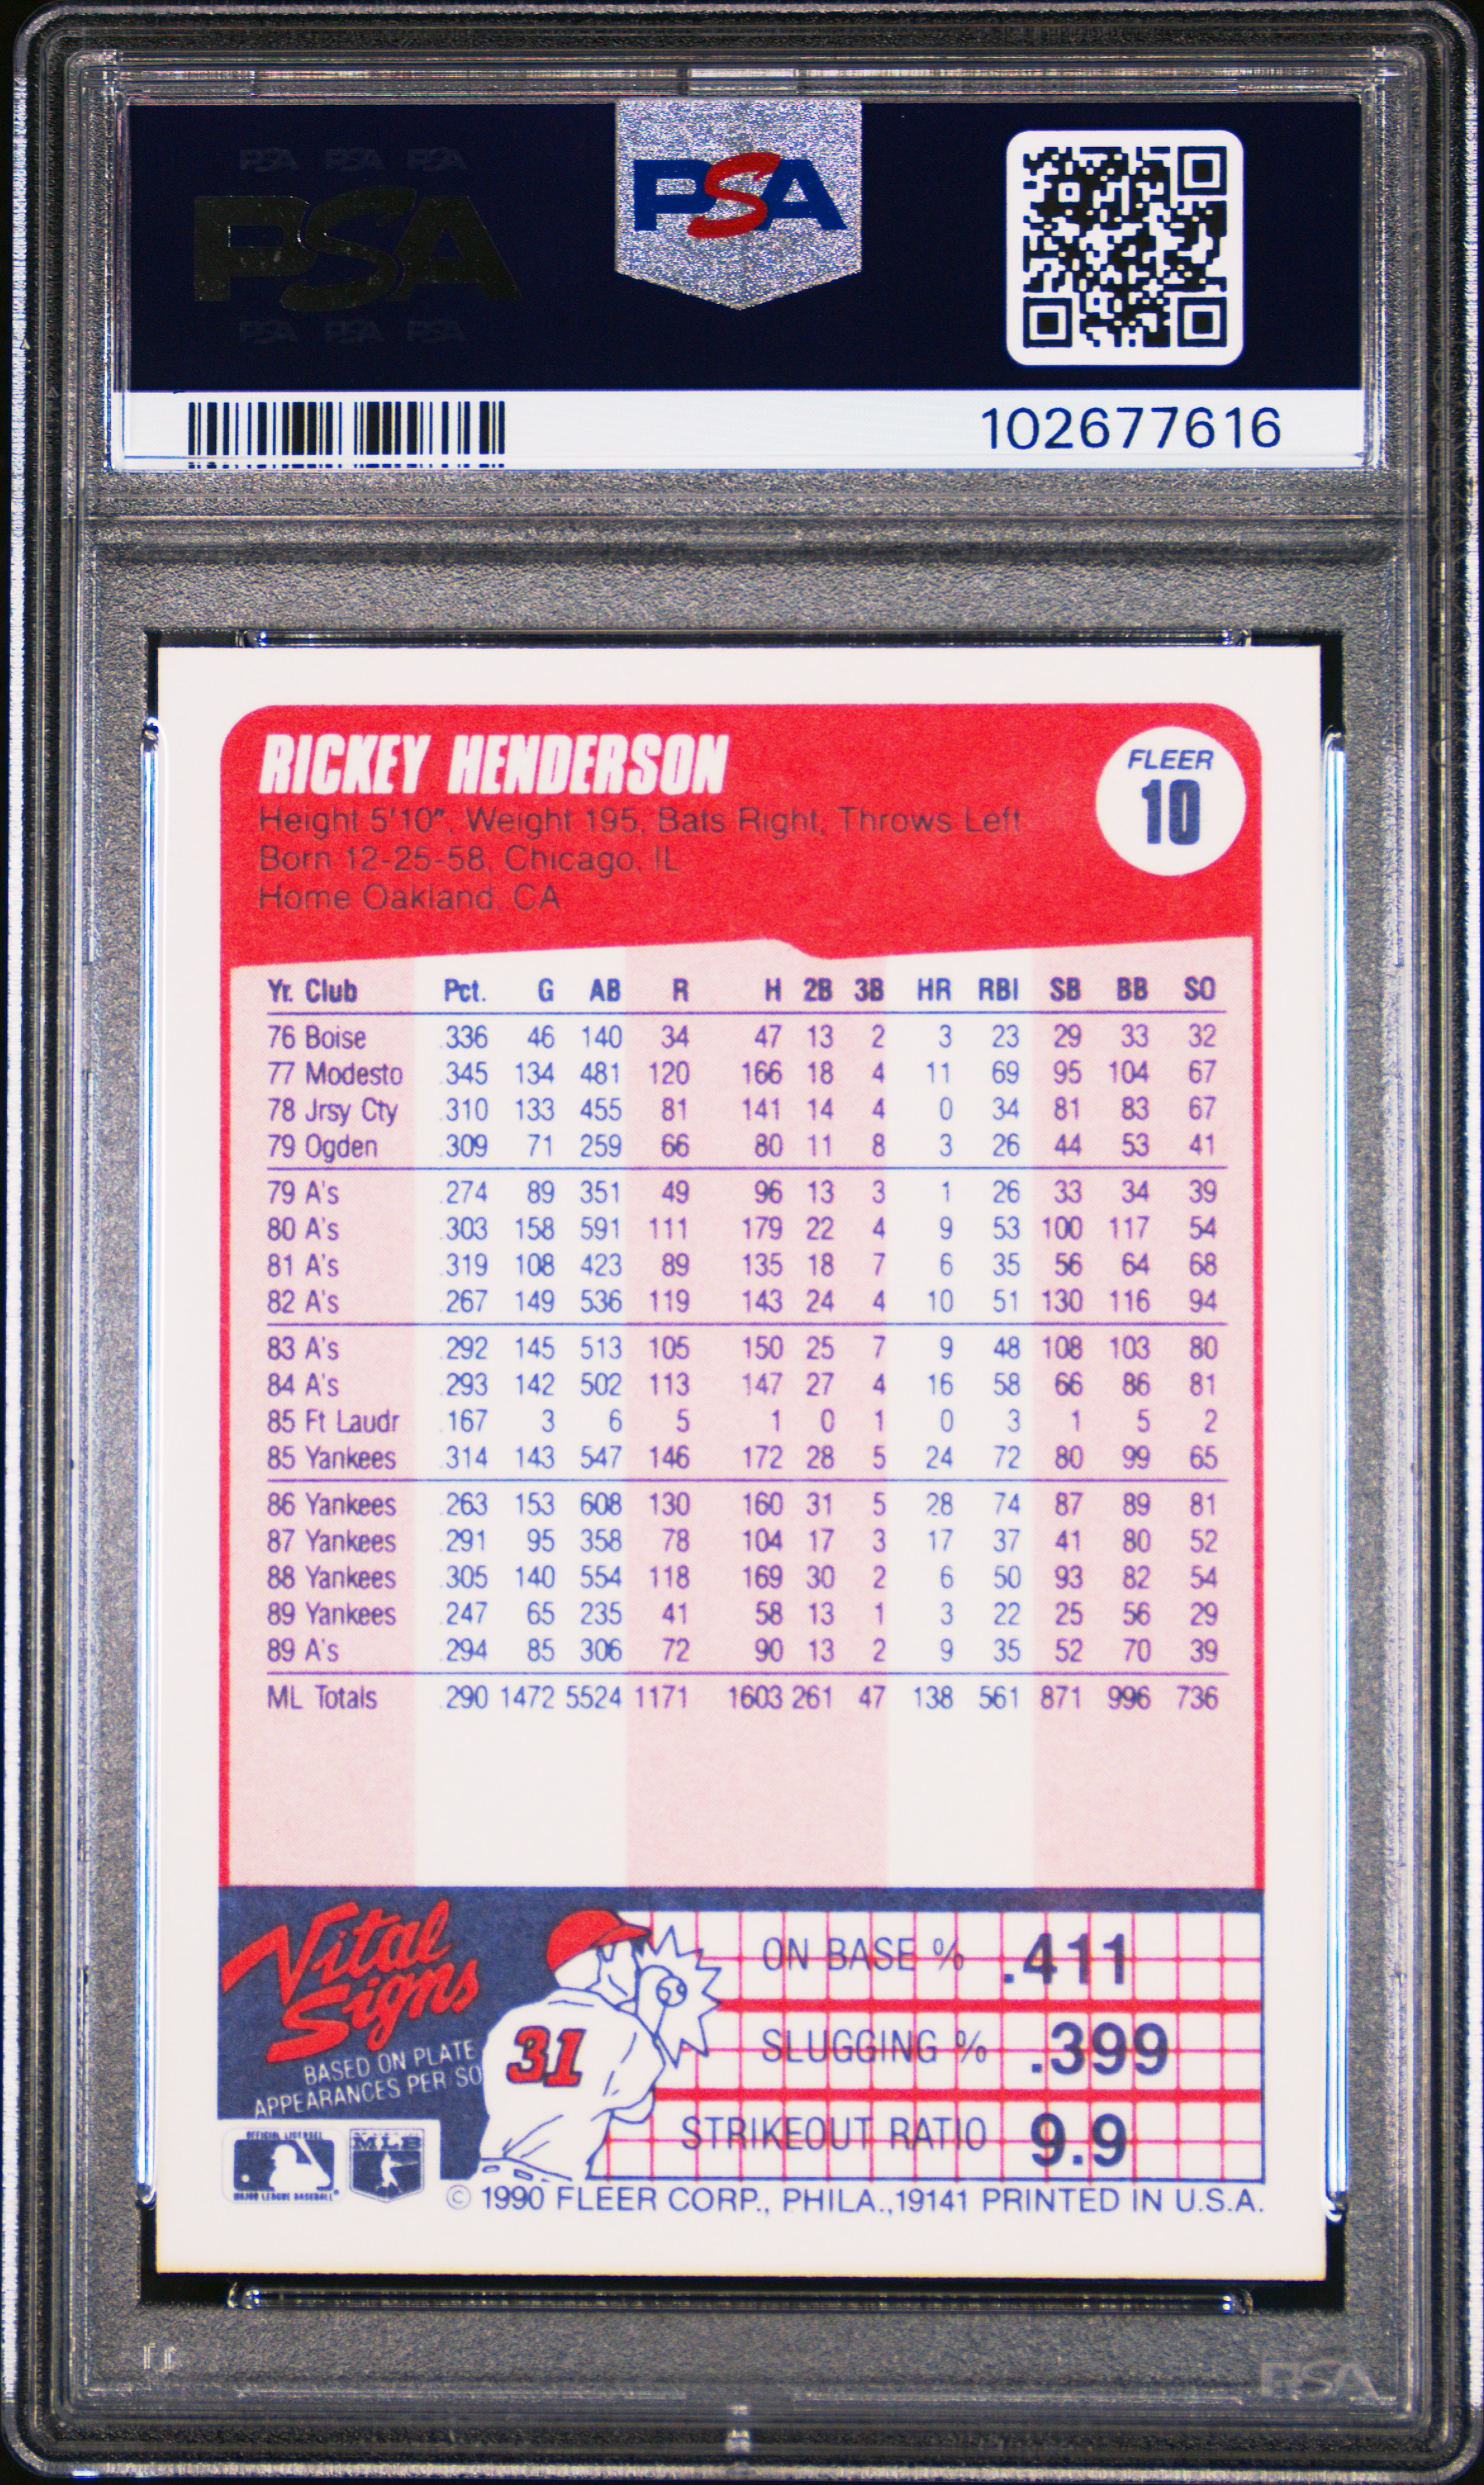 PSA PSA PSA
PSA
PSA PSA PSA
PSA
102677616
RICKEY HENDERSON
FLEER
10
Height 5'10", Weight 195, Bats Right, Throws Left
Born 12-25-58, Chicago, IL
Home Oakland, CA
Yr. Club Pct. G AB R H 2B 3B HR RBI SB BB SO
76 Boise .336 46 140 34 47 13 2 3 23 29 33 32
77 Modesto .345 134 481 120 166 18 4 11 69 95 104 67
78 Jrsy Cty .310 133 455 81 141 14 4 0 34 81 83 67
79 Ogden .309 71 259 66 80 11 8 3 26 44 53 41
79 A's .274 89 351 49 96 13 3 1 26 33 34 39
80 A's .303 158 591 111 179 22 4 9 53 100 117 54
81 A's .319 108 423 89 135 18 7 6 35 56 64 68
82 A's .267 149 536 119 143 24 4 10 51 130 116 94
83 A's .292 145 513 105 150 25 7 9 48 108 103 80
84 A's .293 142 502 113 147 27 4 16 58 66 86 81
85 Ft Laudr .167 3 6 5 1 0 1 0 3 1 5 2
85 Yankees .314 143 547 146 172 28 5 24 72 80 99 65
86 Yankees .263 153 608 130 160 31 5 28 74 87 89 81
87 Yankees .291 95 358 78 104 17 3 17 37 41 80 52
88 Yankees .305 140 554 118 169 30 2 6 50 93 82 54
89 Yankees .247 65 235 41 58 13 1 3 22 25 56 29
89 A's .294 85 306 72 90 13 2 9 35 52 70 39
ML Totals .290 1472 5524 1171 1603 261 47 138 561 871 996 736
Vital
Signs
BASED ON PLATE
APPEARANCES PER SO
31
ON BASE % .411
SLUGGING % .399
STRIKEOUT RATIO 9.9
OFFICIAL LICENSEE
MAJOR LEAGUE BASEBALL
MLB
© 1990 FLEER CORP., PHILA., 19141 PRINTED IN U.S.A.
PSA